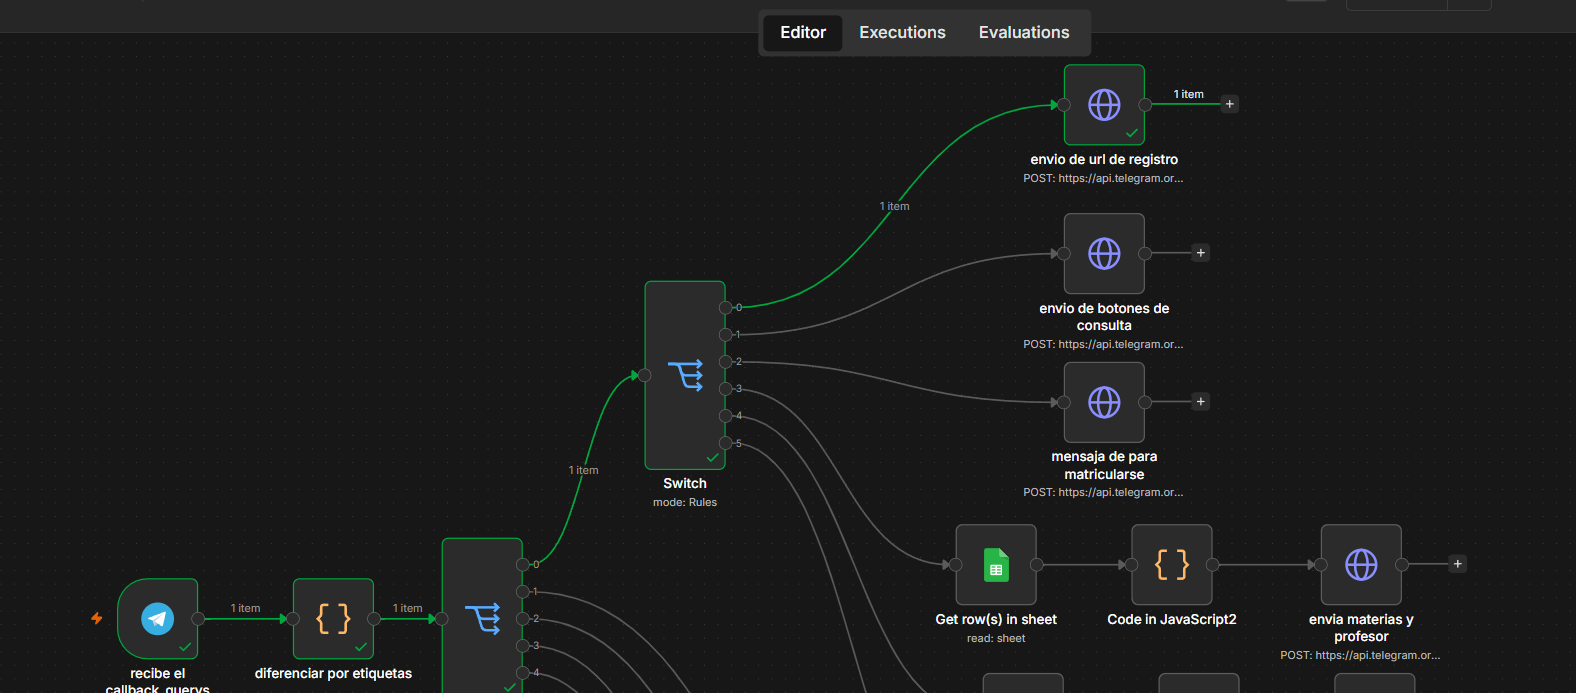 Editor
Executions
Evaluations
1 item
envio de url de registro
POST: https://api.telegram.or...
1 item
envio de botones de
consulta
POST: https://api.telegram.or...
0
1
2
3
4
5
mensaja de para
matricularse
POST: https://api.telegram.or...
1 item
Switch
mode: Rules
Get row(s) in sheet
read: sheet
Code in JavaScript2
envia materias y
profesor
POST: https://api.telegram.or...
0
1
2
3
4
1 item
1 item
recibe el
callback_querys
diferenciar por etiquetas